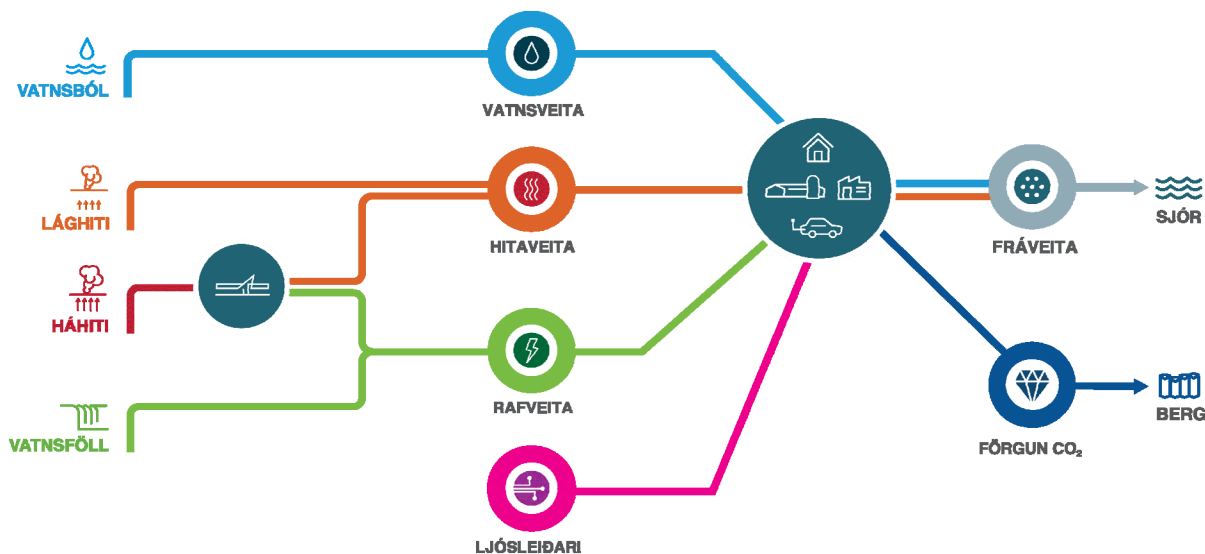 VATNSBÓL
VATNSVEITA
LÁGHITI
HITAVEITA
FRÁVEITA
SJÓR
HÁHITI
RAFVEITA
BERG
VATNSFÖLL
FÖRGUN CO₂
LJÓSLEIÐARI